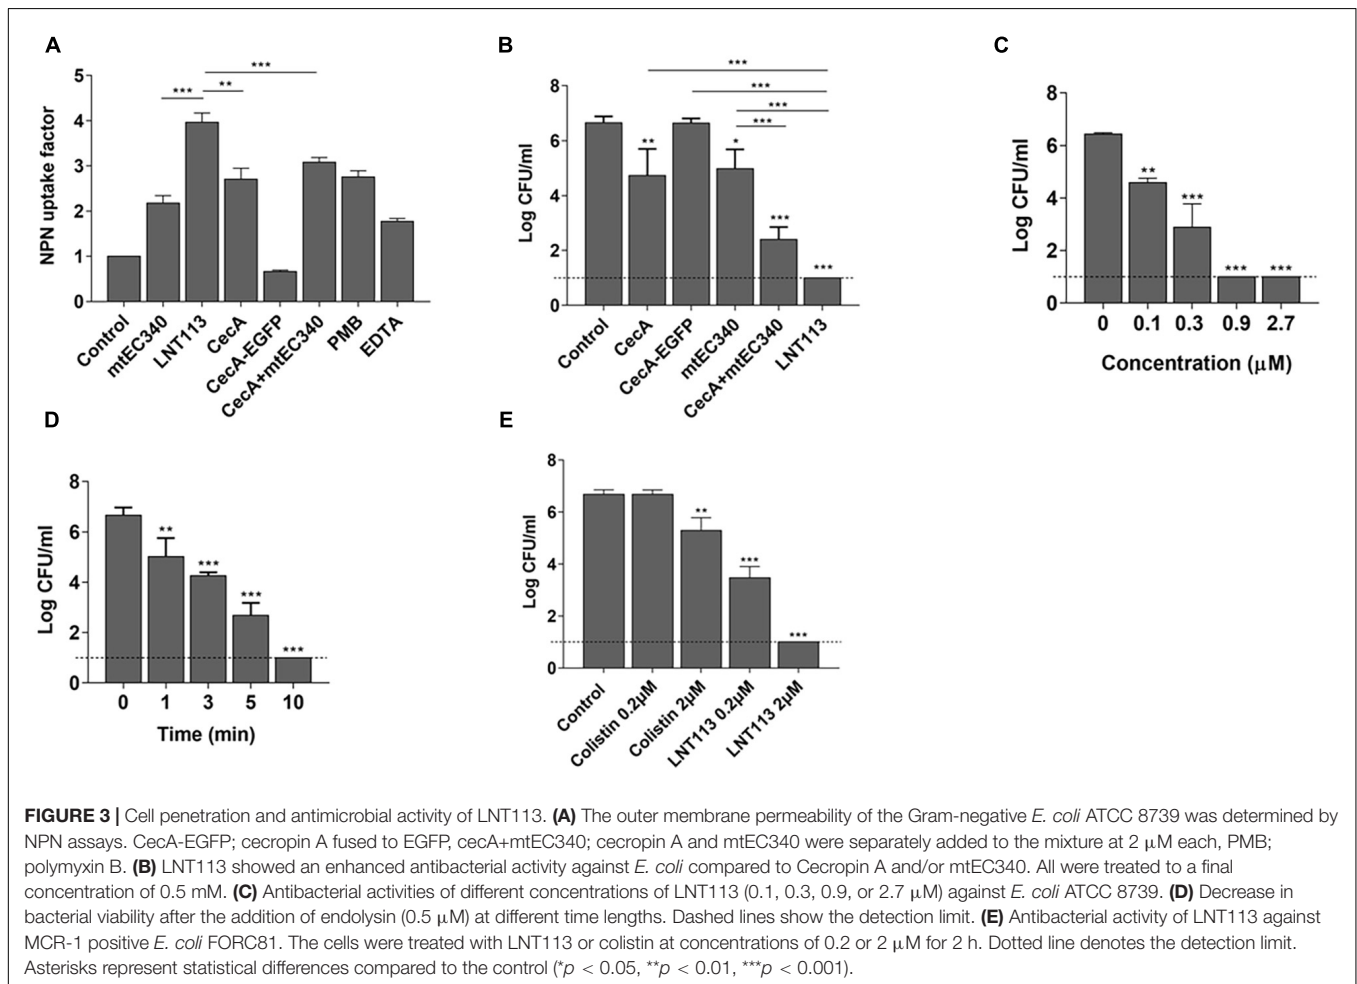 A
NPN uptake factor
5
4
3
2
1
0
***
***
**
Control
mtEC340
LNT113
CecA
CecA-EGFP
CecA+mtEC340
PMB
EDTA
B
Log CFU/ml
8
6
4
2
0
***
***
***
***
**
*
***
***
Control
CecA
CecA-EGFP
mtEC340
CecA+mtEC340
LNT113
C
Log CFU/ml
8
6
4
2
0
**
***
***
***
0 0.1 0.3 0.9 2.7
Concentration (μM)
D
Log CFU/ml
8
6
4
2
0
**
***
***
***
0 1 3 5 10
Time (min)
E
Log CFU/ml
8
6
4
2
0
**
***
***
Control
Colistin 0.2μM
Colistin 2μM
LNT113 0.2μM
LNT113 2μM
FIGURE 3 | Cell penetration and antimicrobial activity of LNT113. (A) The outer membrane permeability of the Gram-negative E. coli ATCC 8739 was determined by
NPN assays. CecA-EGFP; cecropin A fused to EGFP, cecA+mtEC340; cecropin A and mtEC340 were separately added to the mixture at 2 μM each, PMB;
polymyxin B. (B) LNT113 showed an enhanced antibacterial activity against E. coli compared to Cecropin A and/or mtEC340. All were treated to a final
concentration of 0.5 mM. (C) Antibacterial activities of different concentrations of LNT113 (0.1, 0.3, 0.9, or 2.7 μM) against E. coli ATCC 8739. (D) Decrease in
bacterial viability after the addition of endolysin (0.5 μM) at different time lengths. Dashed lines show the detection limit. (E) Antibacterial activity of LNT113 against
MCR-1 positive E. coli FORC81. The cells were treated with LNT113 or colistin at concentrations of 0.2 or 2 μM for 2 h. Dotted line denotes the detection limit.
Asterisks represent statistical differences compared to the control (*p < 0.05, **p < 0.01, ***p < 0.001).